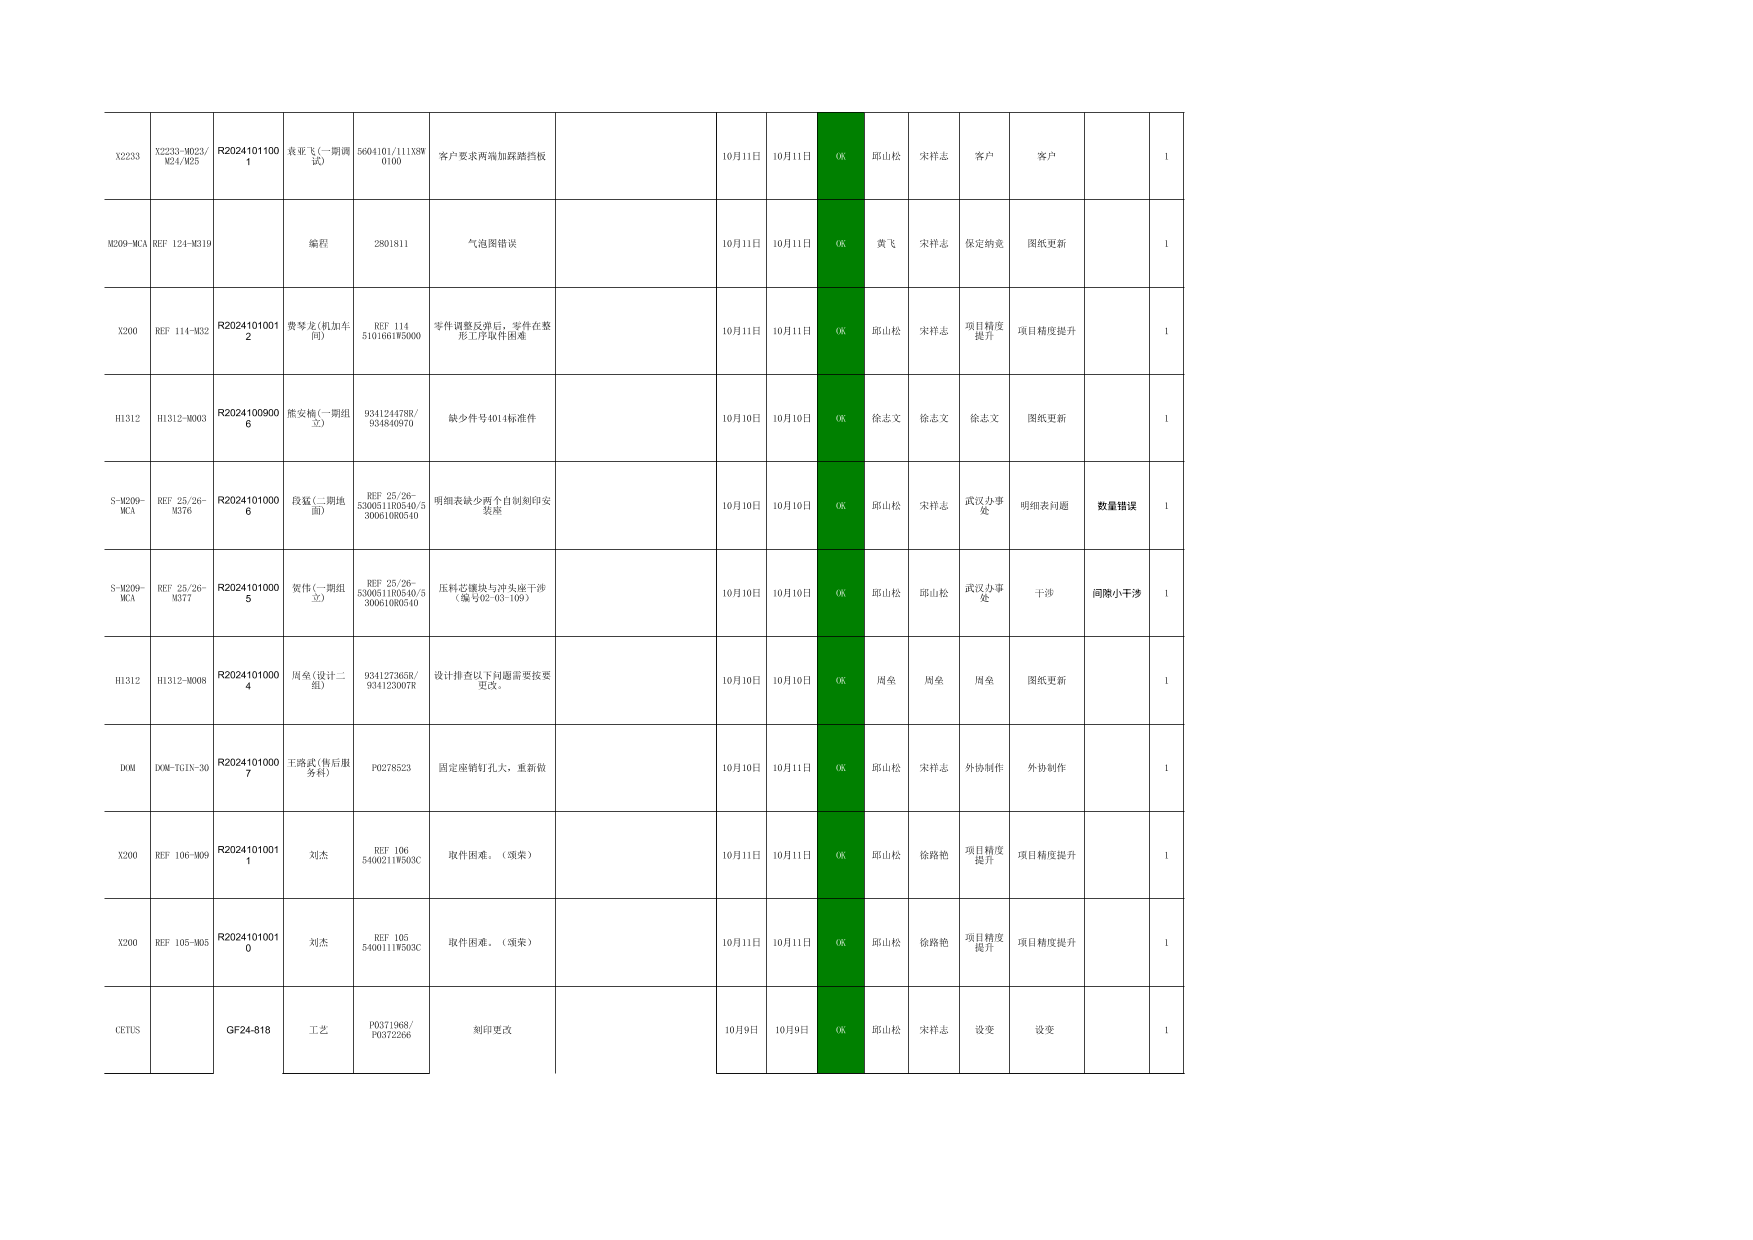 X2233 X2233-M023/M24/M25 R20241011001 袁亚飞(一期调试) 5604101/111X8W0100 客户要求两端加踩踏挡板 10月11日 10月11日 OK 邱山松 宋祥志 客户 客户 1
M209-MCA REF 124-M319 编程 2801811 气泡图错误 10月11日 10月11日 OK 黄飞 宋祥志 保定纳竞 图纸更新 1
X200 REF 114-M32 R20241010012 费琴龙(机加车间) REF 114 5101661W5000 零件调整反弹后，零件在整形工序取件困难 10月11日 10月11日 OK 邱山松 宋祥志 项目精度提升 项目精度提升 1
H1312 H1312-M003 R20241009006 熊安楠(一期组立) 934124478R/934840970 缺少件号4014标准件 10月10日 10月10日 OK 徐志文 徐志文 徐志文 图纸更新 1
S-M209-MCA REF 25/26-M376 R20241010006 段猛(二期地面) REF 25/26-5300511R0540/5300610R0540 明细表缺少两个自制刻印安装座 10月10日 10月10日 OK 邱山松 宋祥志 武汉办事处 明细表问题 数量错误 1
S-M209-MCA REF 25/26-M377 R20241010005 贺伟(一期组立) REF 25/26-5300511R0540/5300610R0540 压料芯镶块与冲头座干涉（编号02-03-109） 10月10日 10月10日 OK 邱山松 邱山松 武汉办事处 干涉 间隙小干涉 1
H1312 H1312-M008 R20241010004 周垒(设计二组) 934127365R/934123007R 设计排查以下问题需要按要更改。 10月10日 10月10日 OK 周垒 周垒 周垒 图纸更新 1
DOM DOM-TGIN-30 R20241010007 王路武(售后服务科) P0278523 固定座销钉孔大，重新做 10月10日 10月11日 OK 邱山松 宋祥志 外协制作 外协制作 1
X200 REF 106-M09 R20241010011 刘杰 REF 106 5400211W503C 取件困难。（颂荣） 10月11日 10月11日 OK 邱山松 徐路艳 项目精度提升 项目精度提升 1
X200 REF 105-M05 R20241010010 刘杰 REF 105 5400111W503C 取件困难。（颂荣） 10月11日 10月11日 OK 邱山松 徐路艳 项目精度提升 项目精度提升 1
CETUS GF24-818 工艺 P0371968/P0372266 刻印更改 10月9日 10月9日 OK 邱山松 宋祥志 设变 设变 1